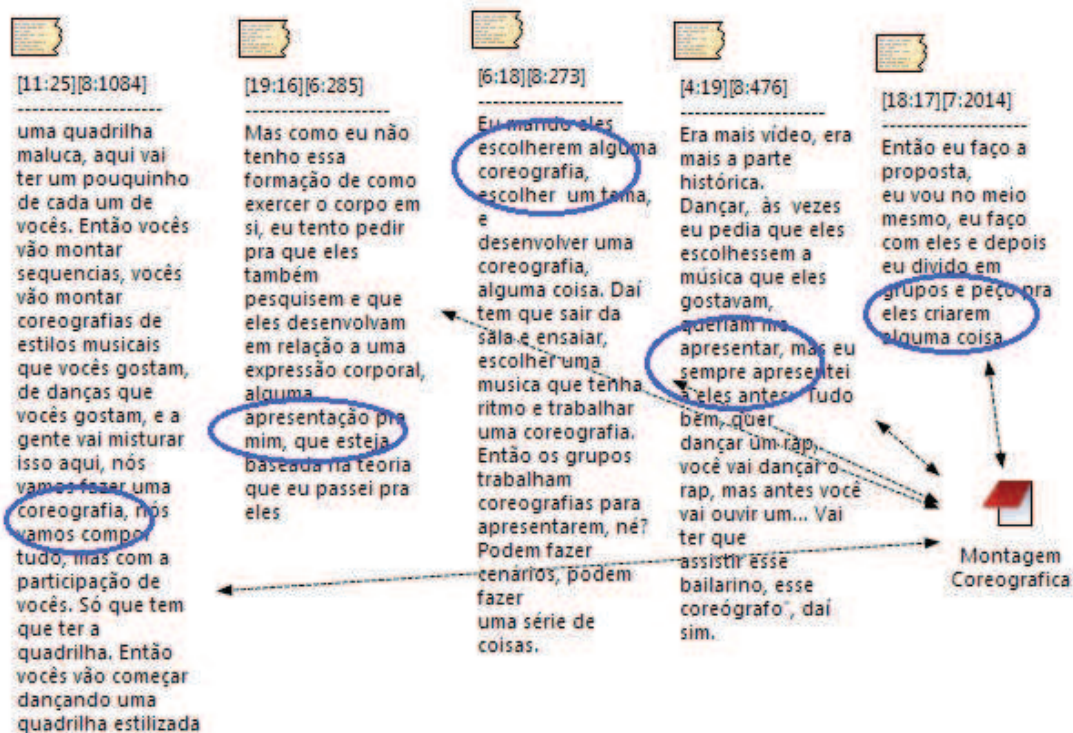 [11:25][8:1084]
uma quadrilha
maluca, aqui vai
ter um pouquinho
de cada um de
vocês. Então vocês
vão montar
sequencias, vocês
vão montar
coreografias de
estilos musicais
que vocês gostam,
de danças que
vocês gostam, e a
gente vai misturar
isso aqui, nós
vamos fazer uma
coreografia, nós
vamos compor
tudo, mas com a
participação de
vocês. Só que tem
que ter a
quadrilha. Então
vocês vão começar
dançando uma
quadrilha estilizada
[19:16][6:285]
Mas como eu não
tenho essa
formação de como
exercer o corpo em
si, eu tento pedir
pra que eles
também
pesquisem e que
eles desenvolvam
em relação a uma
expressão corporal,
alguma
apresentação pra
mim, que esteja
baseada na teoria
que eu passei pra
eles
[6:18][8:273]
Eu mando eles
escolherem alguma
coreografia,
escolher um tema,
e
desenvolver uma
coreografia,
alguma coisa. Daí
tem que sair da
sala e ensaiar,
escolher uma
musica que tenha
ritmo e trabalhar
uma coreografia.
Então os grupos
trabalham
coreografias para
apresentarem, né?
Podem fazer
cenários, podem
fazer
uma série de
coisas.
[4:19][8:476]
Era mais vídeo, era
mais a parte
histórica.
Dançar, às vezes
eu pedia que eles
escolhessem a
música que eles
gostavam,
queriam me
apresentar, mas eu
sempre apresentei
a eles antes: Tudo
bem, quer
dançar um rap,
você vai dançar o
rap, mas antes você
vai ouvir um... Vai
ter que
assistir esse
bailarino, esse
coreógrafo", daí
sim.
[18:17][7:2014]
Então eu faço a
proposta,
eu vou no meio
mesmo, eu faço
com eles e depois
eu divido em
grupos e peço pra
eles criarem
alguma coisa
Montagem
Coreografica